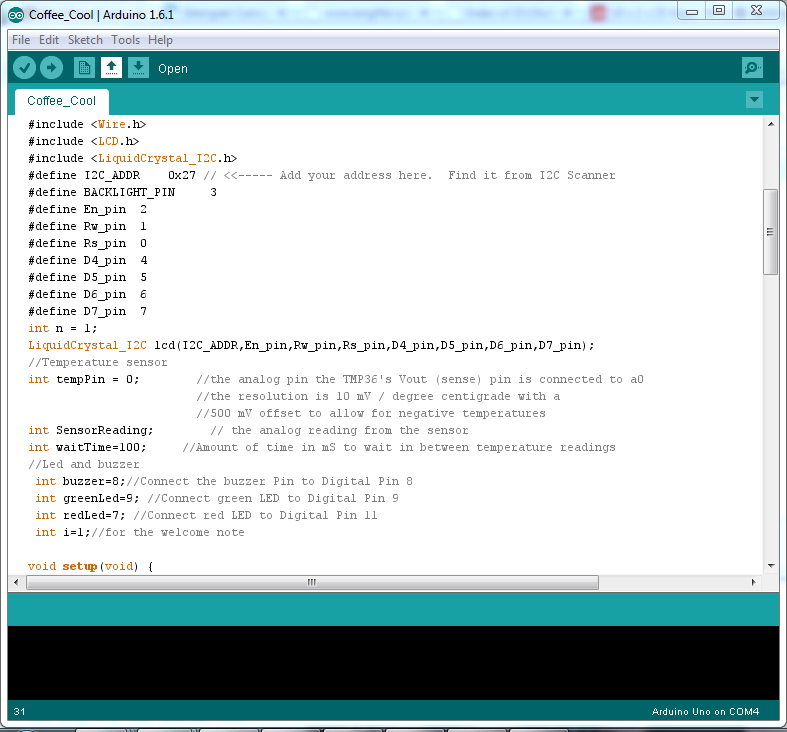 Coffee_Cool | Arduino 1.6.1
File Edit Sketch Tools Help
Open
Coffee_Cool
#include <Wire.h>
#include <LCD.h>
#include <LiquidCrystal_I2C.h>
#define I2C_ADDR    0x27 // <<----- Add your address here.  Find it from I2C Scanner
#define BACKLIGHT_PIN     3
#define En_pin  2
#define Rw_pin  1
#define Rs_pin  0
#define D4_pin  4
#define D5_pin  5
#define D6_pin  6
#define D7_pin  7
int n = 1;
LiquidCrystal_I2C lcd(I2C_ADDR,En_pin,Rw_pin,Rs_pin,D4_pin,D5_pin,D6_pin,D7_pin);
//Temperature sensor
int tempPin = 0;        //the analog pin the TMP36's Vout (sense) pin is connected to a0
                        //the resolution is 10 mV / degree centigrade with a
                        //500 mV offset to allow for negative temperatures
int SensorReading;        // the analog reading from the sensor
int waitTime=100;     //Amount of time in mS to wait in between temperature readings
//Led and buzzer
 int buzzer=8;//Connect the buzzer Pin to Digital Pin 8
 int greenLed=9; //Connect green LED to Digital Pin 9
 int redLed=7; //Connect red LED to Digital Pin 11
 int i=1;//for the welcome note
void setup(void) {
31
Arduino Uno on COM4